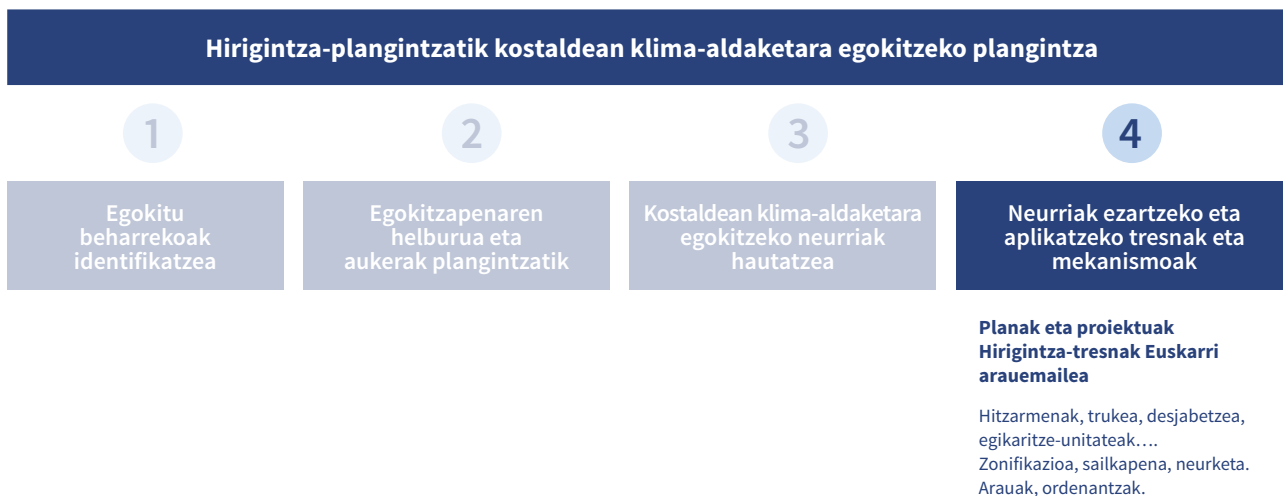 Hirigintza-plangintzatik kostaldean klima-aldaketara egokitzeko plangintza
1
Egokitu
beharrekoak
identifikatzea
2
Egokitzapenaren
helburua eta
aukerak plangintzatik
3
Kostaldean klima-aldaketara
egokitzeko neurriak
hautatzea
4
Neurriak ezartzeko eta
aplikatzeko tresnak eta
mekanismoak
Planak eta proiektuak
Hirigintza-tresnak Euskarri
arauemailea
Hitzarmenak, trukea, desjabetzea,
egikaritze-unitateak….
Zonifikazioa, sailkapena, neurketa.
Arauak, ordenantzak.